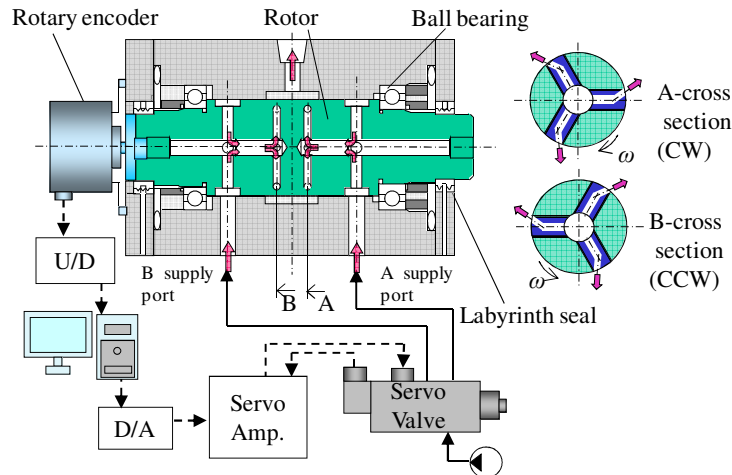 Rotary encoder
Rotor
Ball bearing
A-cross
section
(CW)
ω
B-cross
section
(CCW)
ω
U/D
B supply
port
B
A
A supply
port
Labyrinth seal
D/A
Servo
Amp.
Servo
Valve